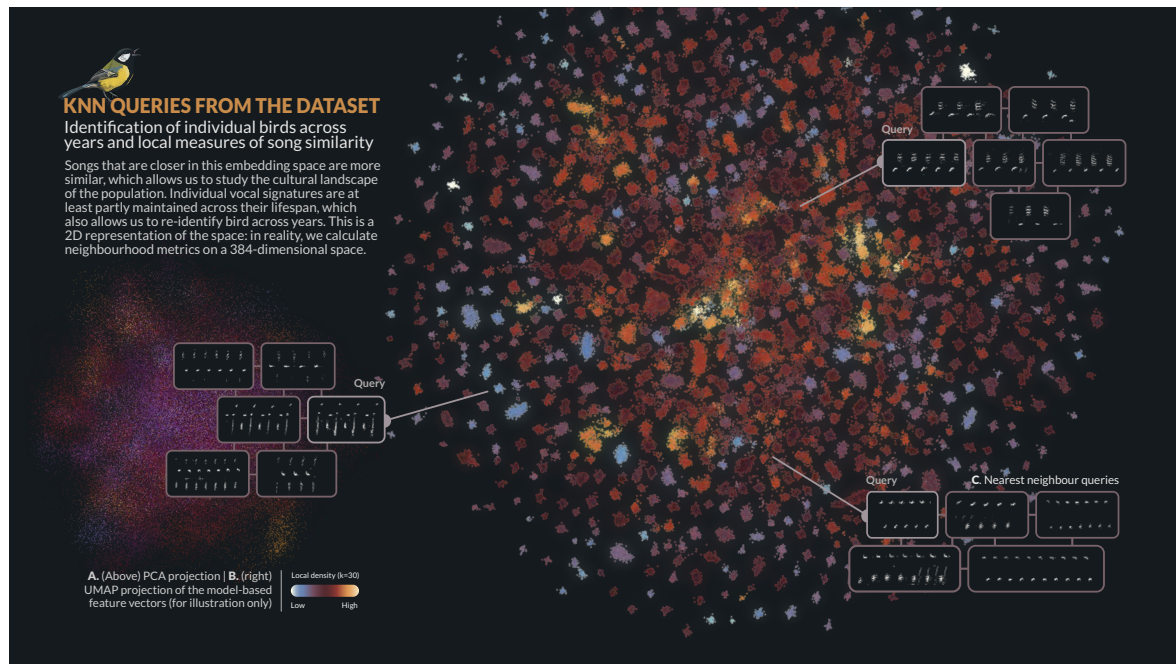 KNN QUERIES FROM THE DATASET
Identification of individual birds across
years and local measures of song similarity
Songs that are closer in this embedding space are more
similar, which allows us to study the cultural landscape
of the population. Individual vocal signatures are at
least partly maintained across their lifespan, which
also allows us to re-identify bird across years. This is a
2D representation of the space: in reality, we calculate
neighbourhood metrics on a 384-dimensional space.
Query
Query
Query
C. Nearest neighbour queries
A. (Above) PCA projection | B. (right)
UMAP projection of the model-based
feature vectors (for illustration only)
Local density (k=30)
Low High